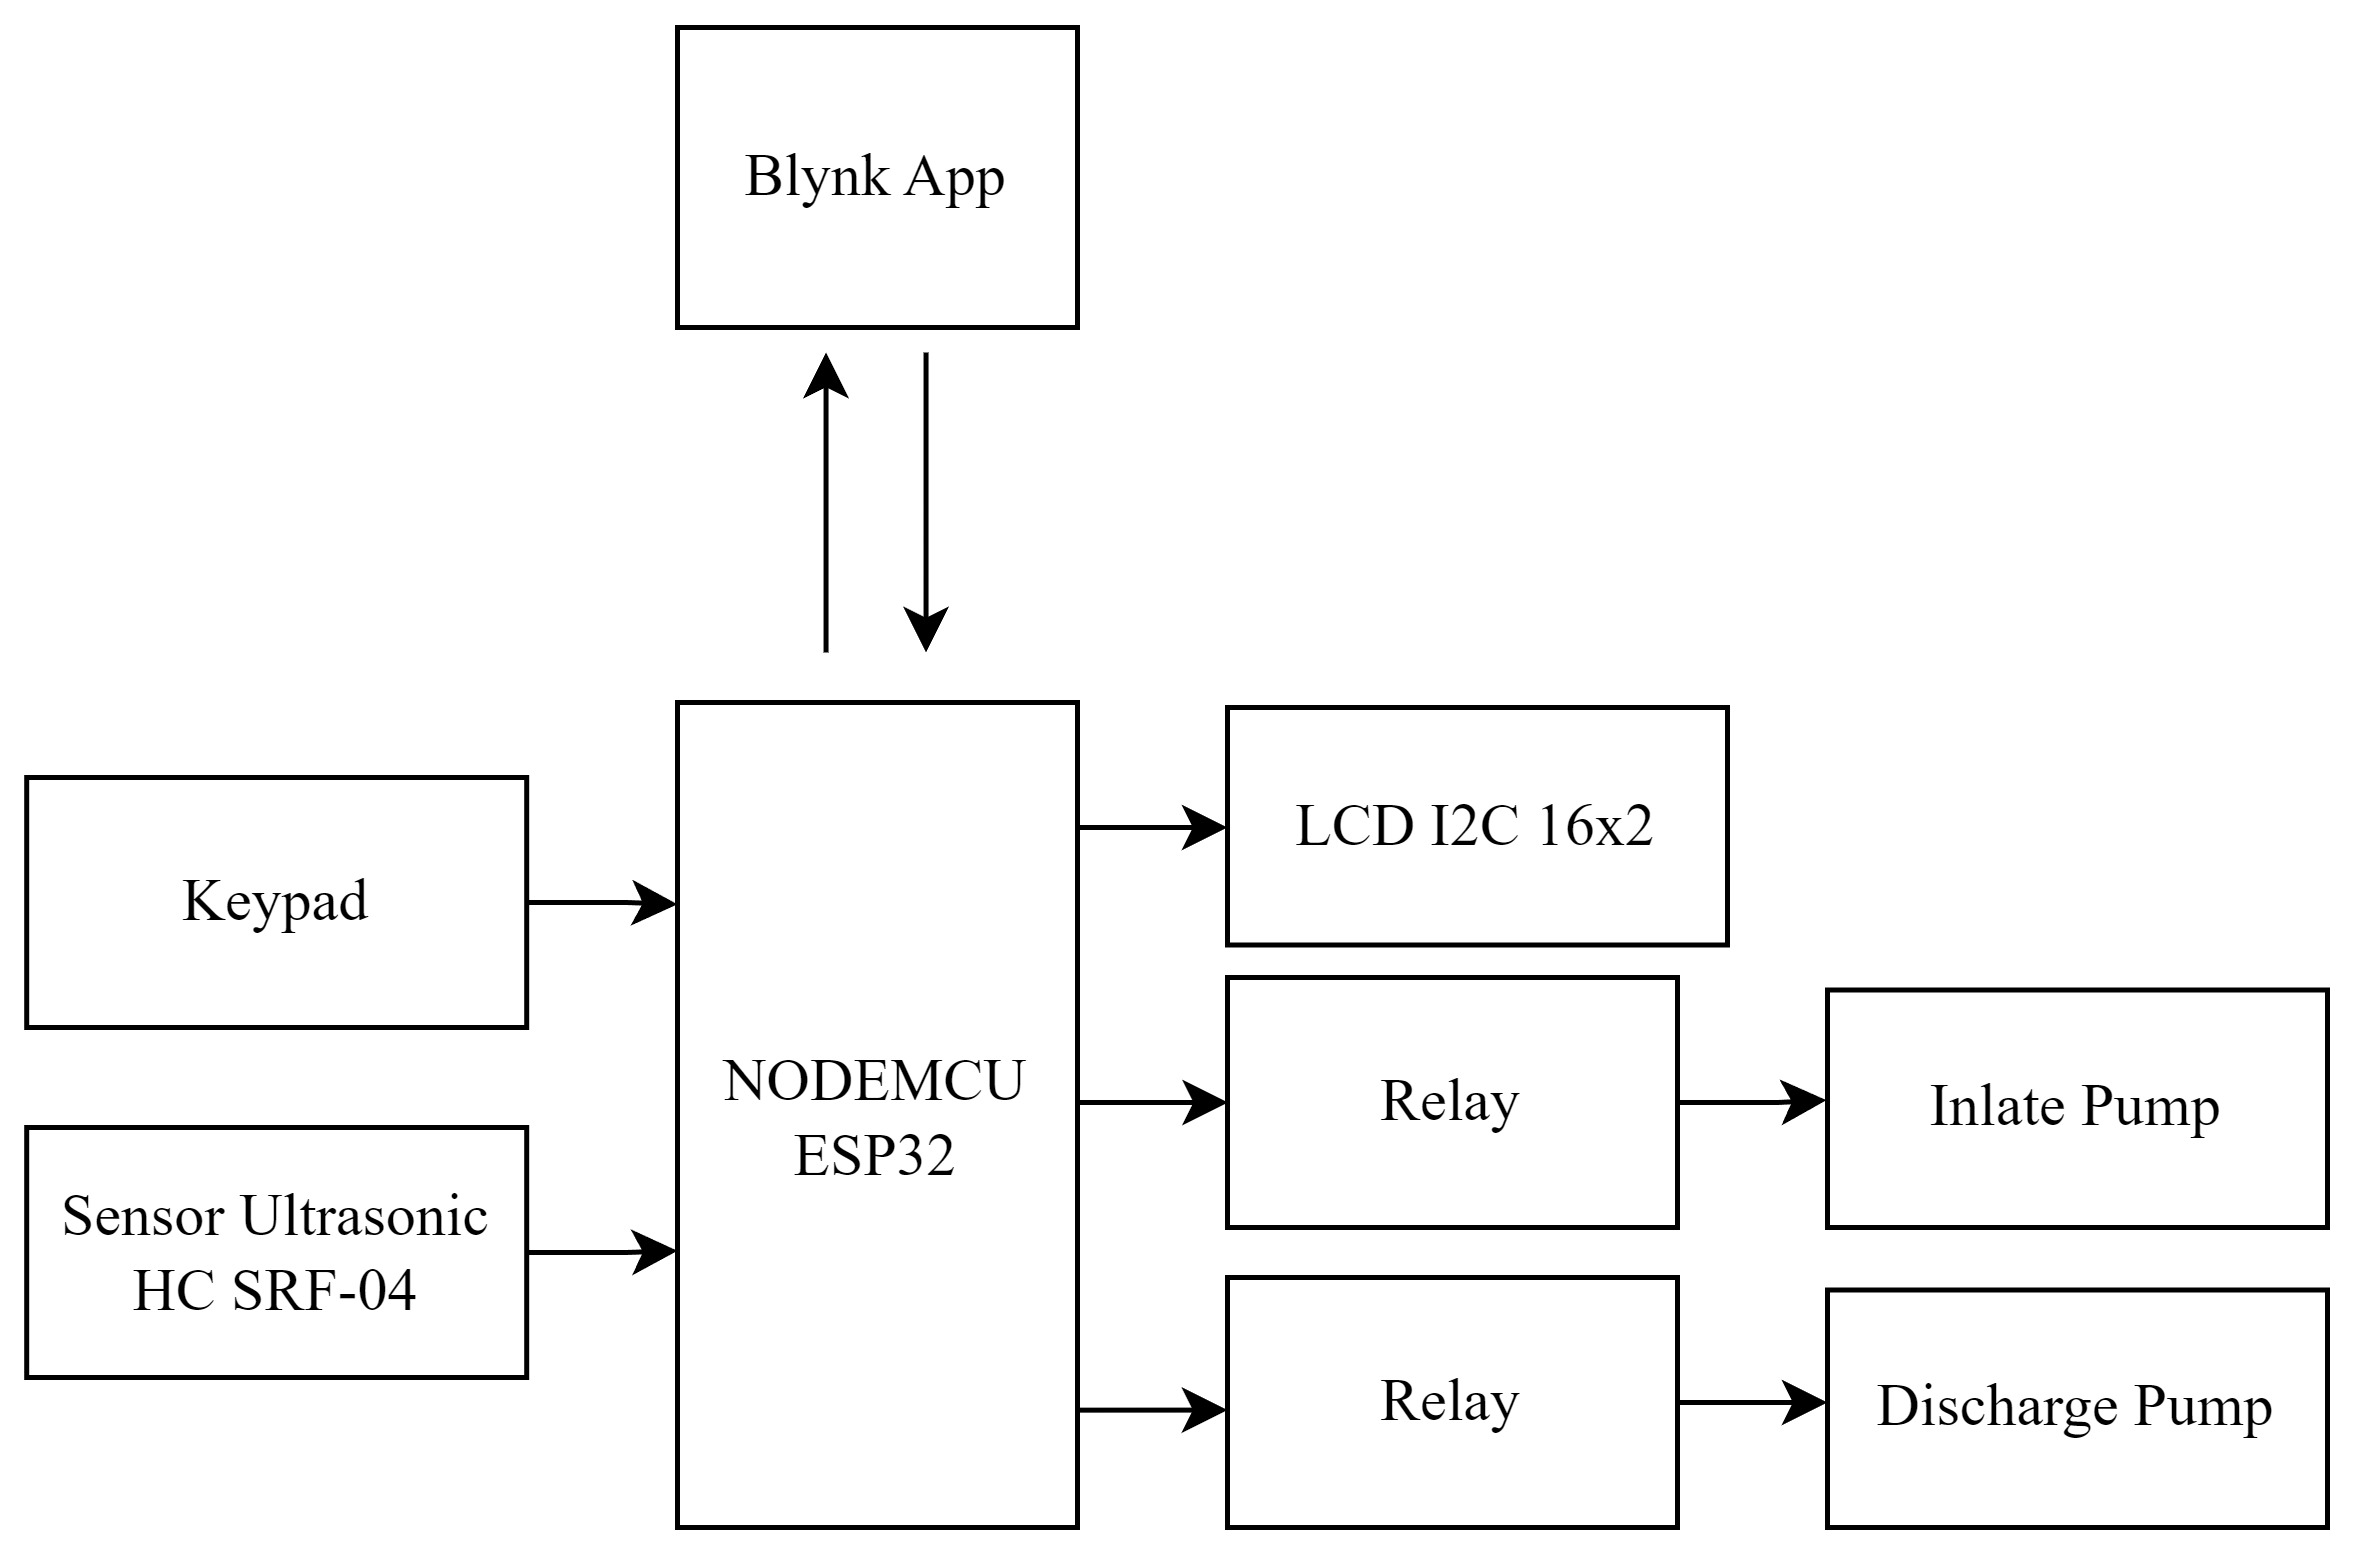 Blynk App
Keypad
Sensor Ultrasonic
HC SRF-04
NODEMCU
ESP32
LCD I2C 16x2
Relay
Inlate Pump
Relay
Discharge Pump